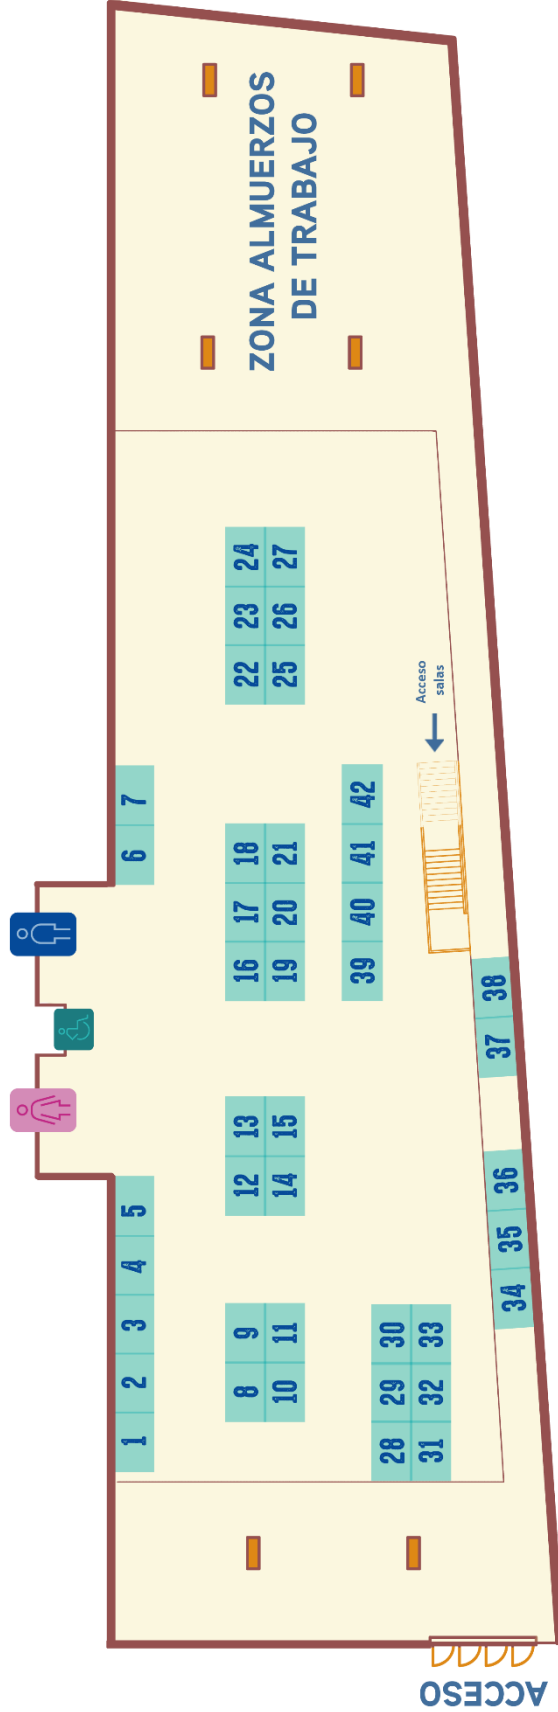 1 2 3 4 5
6 7
8 9
10 11
12 13
14 15
16 17 18
19 20 21
22 23 24
25 26 27
ZONA ALMUERZOS
DE TRABAJO
28 29 30
31 32 33
39 40 41 42
Acceso
salas
34 35 36
37 38
ACCESO